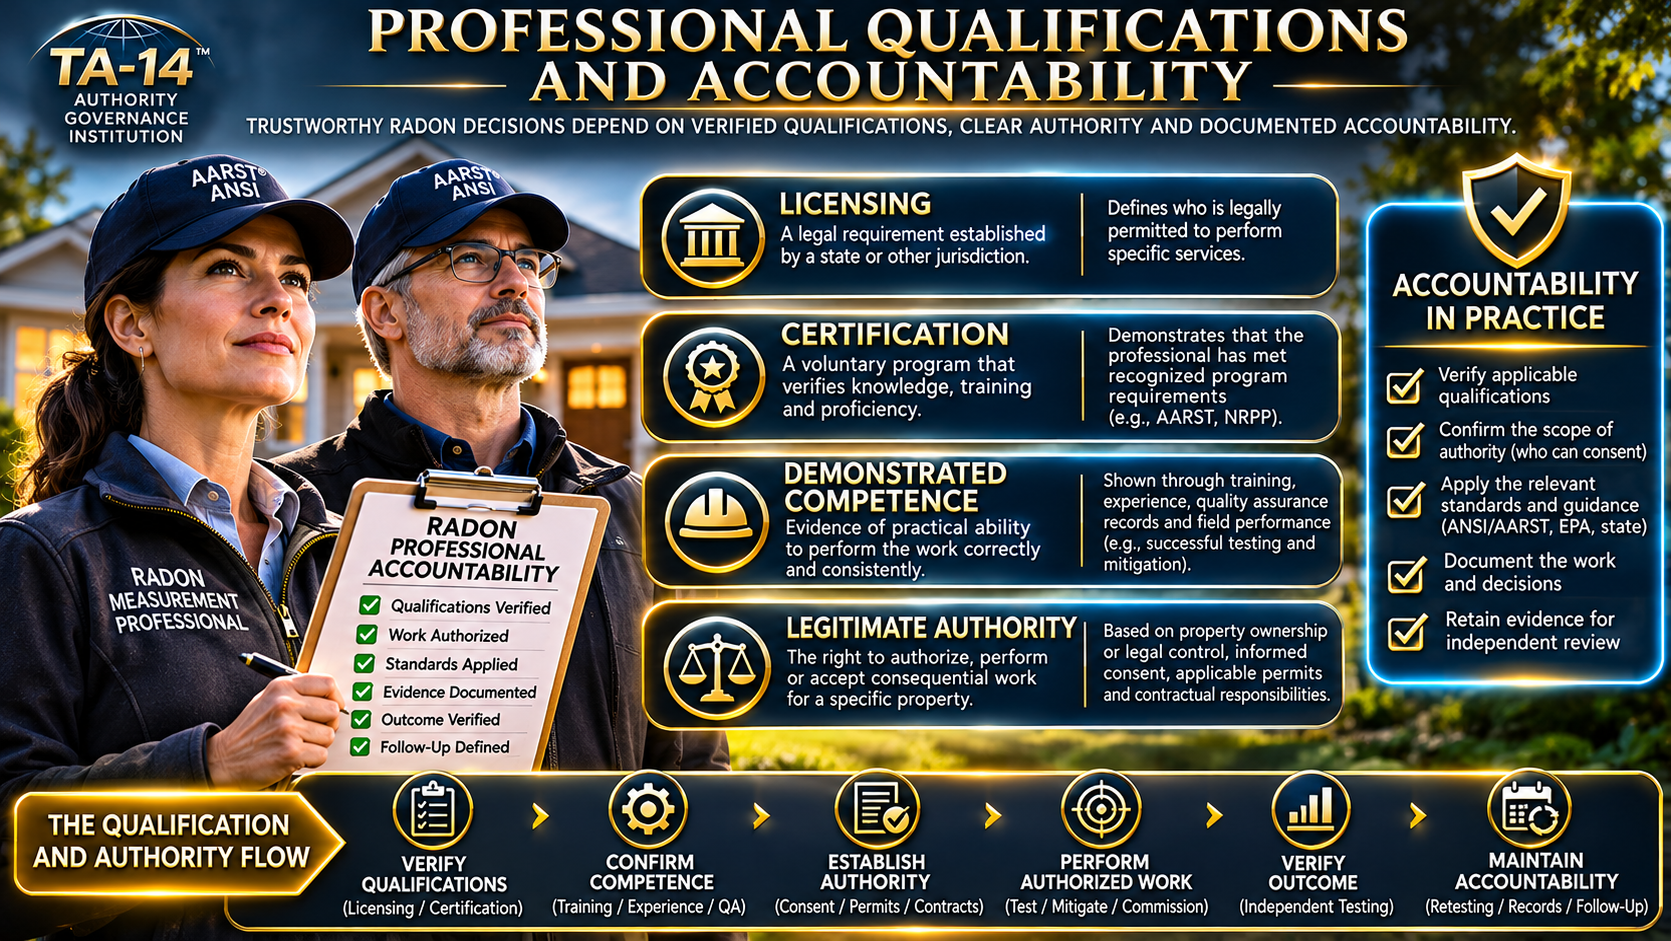 TA-14™
AUTHORITY
GOVERNANCE
INSTITUTION
PROFESSIONAL QUALIFICATIONS
AND ACCOUNTABILITY
TRUSTWORTHY RADON DECISIONS DEPEND ON VERIFIED QUALIFICATIONS, CLEAR AUTHORITY AND DOCUMENTED ACCOUNTABILITY.
AARST®
ANSI
AARST®
ANSI
RADON
MEASUREMENT
PROFESSIONAL
RADON
PROFESSIONAL
ACCOUNTABILITY
Qualifications Verified
Work Authorized
Standards Applied
Evidence Documented
Outcome Verified
Follow-Up Defined
LICENSING
A legal requirement established
by a state or other jurisdiction.
Defines who is legally
permitted to perform
specific services.
CERTIFICATION
A voluntary program that
verifies knowledge, training
and proficiency.
Demonstrates that the
professional has met
recognized program
requirements
(e.g., AARST, NRPP).
DEMONSTRATED
COMPETENCE
Evidence of practical ability
to perform the work correctly
and consistently.
Shown through training,
experience, quality assurance
records and field performance
(e.g., successful testing and
mitigation).
LEGITIMATE AUTHORITY
The right to authorize, perform
or accept consequential work
for a specific property.
Based on property ownership
or legal control, informed
consent, applicable permits
and contractual responsibilities.
ACCOUNTABILITY
IN PRACTICE
Verify applicable
qualifications
Confirm the scope of
authority (who can consent)
Apply the relevant
standards and guidance
(ANSI/AARST, EPA, state)
Document the work
and decisions
Retain evidence for
independent review
THE QUALIFICATION
AND AUTHORITY FLOW
VERIFY
QUALIFICATIONS
(Licensing / Certification)
CONFIRM
COMPETENCE
(Training / Experience / QA)
ESTABLISH
AUTHORITY
(Consent / Permits / Contracts)
PERFORM
AUTHORIZED WORK
(Test / Mitigate / Commission)
VERIFY
OUTCOME
(Independent Testing)
MAINTAIN
ACCOUNTABILITY
(Retesting / Records / Follow-Up)